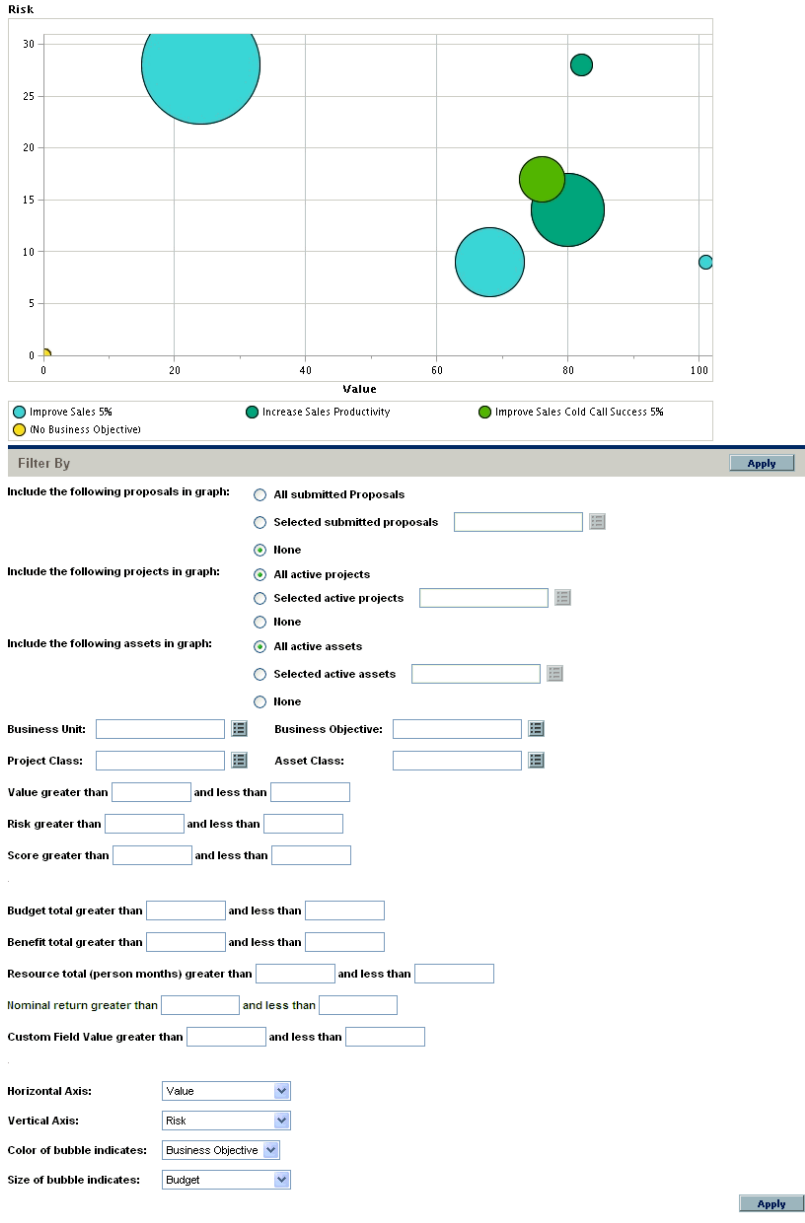 Risk
30
25
20
15
10
5
0
0 20 40 60 80 100
Value
Improve Sales 5% Increase Sales Productivity Improve Sales Cold Call Success 5%
(No Business Objective)
Filter By Apply
Include the following proposals in graph: All submitted Proposals
Selected submitted proposals
None
Include the following projects in graph: All active projects
Selected active projects
None
Include the following assets in graph: All active assets
Selected active assets
None
Business Unit: Business Objective:
Project Class: Asset Class:
Value greater than and less than
Risk greater than and less than
Score greater than and less than
Budget total greater than and less than
Benefit total greater than and less than
Resource total (person months) greater than and less than
Nominal return greater than and less than
Custom Field Value greater than and less than
Horizontal Axis: Value
Vertical Axis: Risk
Color of bubble indicates: Business Objective
Size of bubble indicates: Budget
Apply